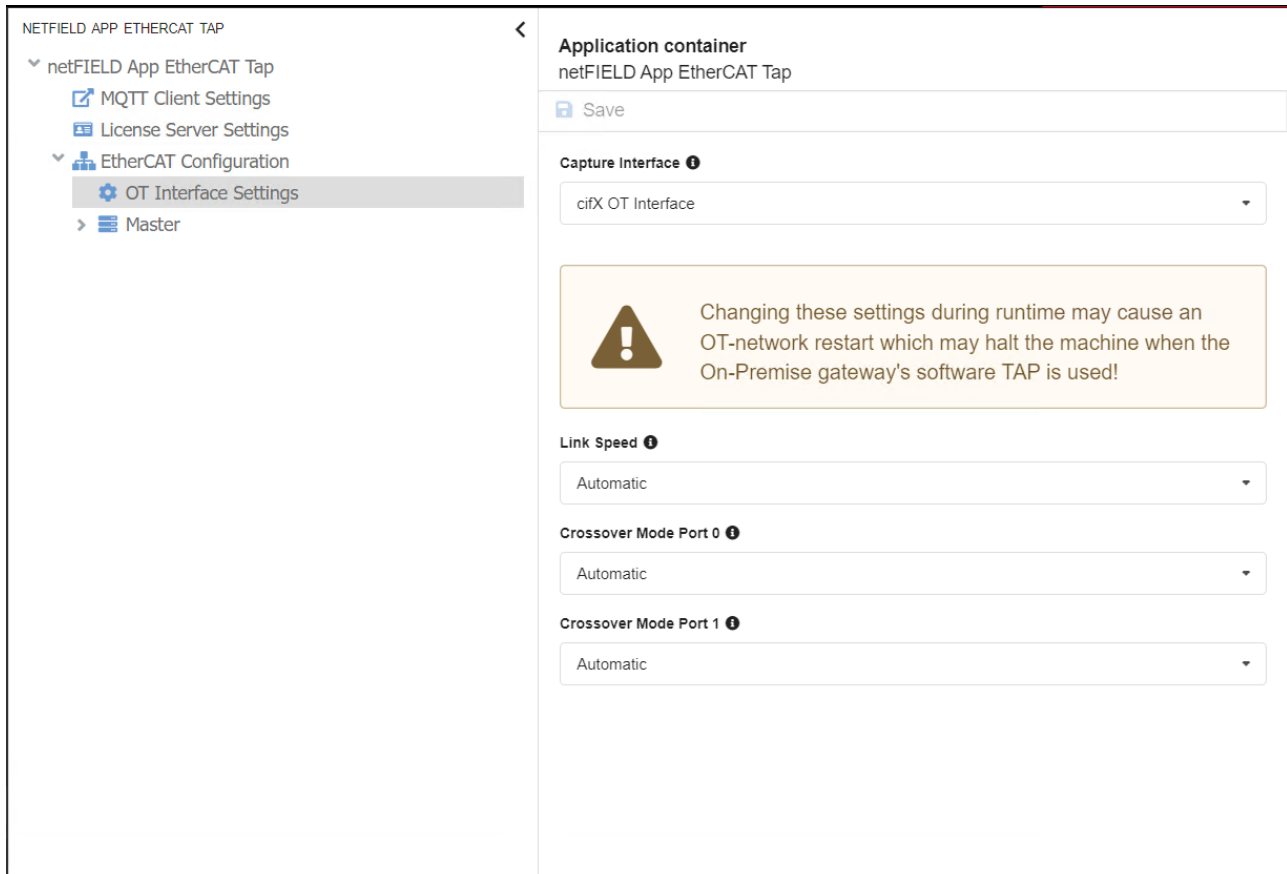 NETFIELD APP ETHERCAT TAP
netFIELD App EtherCAT Tap
MQTT Client Settings
License Server Settings
EtherCAT Configuration
OT Interface Settings
Master
Application container
netFIELD App EtherCAT Tap
Save
Capture Interface
cifX OT Interface
Changing these settings during runtime may cause an
OT-network restart which may halt the machine when the
On-Premise gateway's software TAP is used!
Link Speed
Automatic
Crossover Mode Port 0
Automatic
Crossover Mode Port 1
Automatic